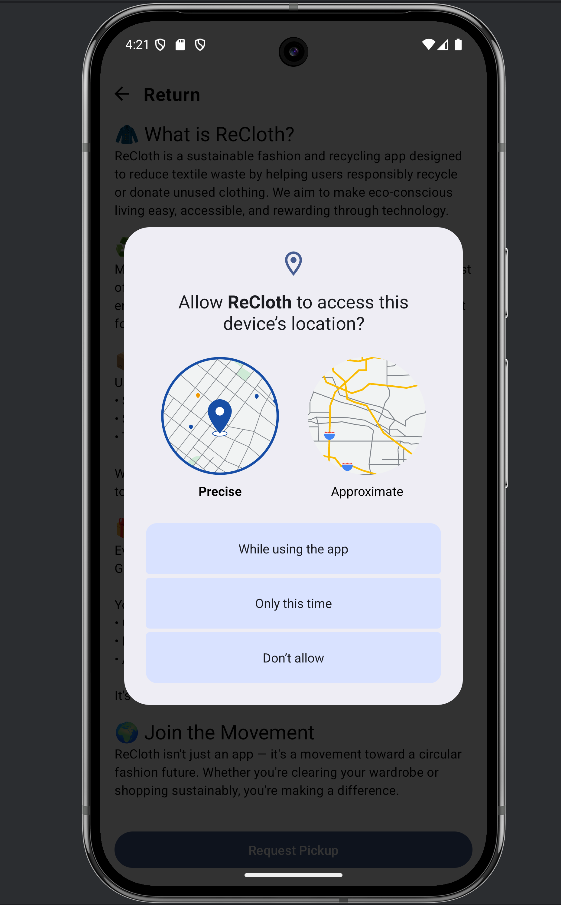 4:21
Return
What is ReCloth?
ReCloth is a sustainable fashion and recycling app designed
to reduce textile waste by helping users responsibly recycle
or donate unused clothing. We aim to make eco-conscious
living easy, accessible, and rewarding through technology.
Allow ReCloth to access this
device's location?
Precise
Approximate
While using the app
Only this time
Don't allow
It's
🌍 Join the Movement
ReCloth isn't just an app — it's a movement toward a circular
fashion future. Whether you're clearing your wardrobe or
shopping sustainably, you're making a difference.
Request Pickup